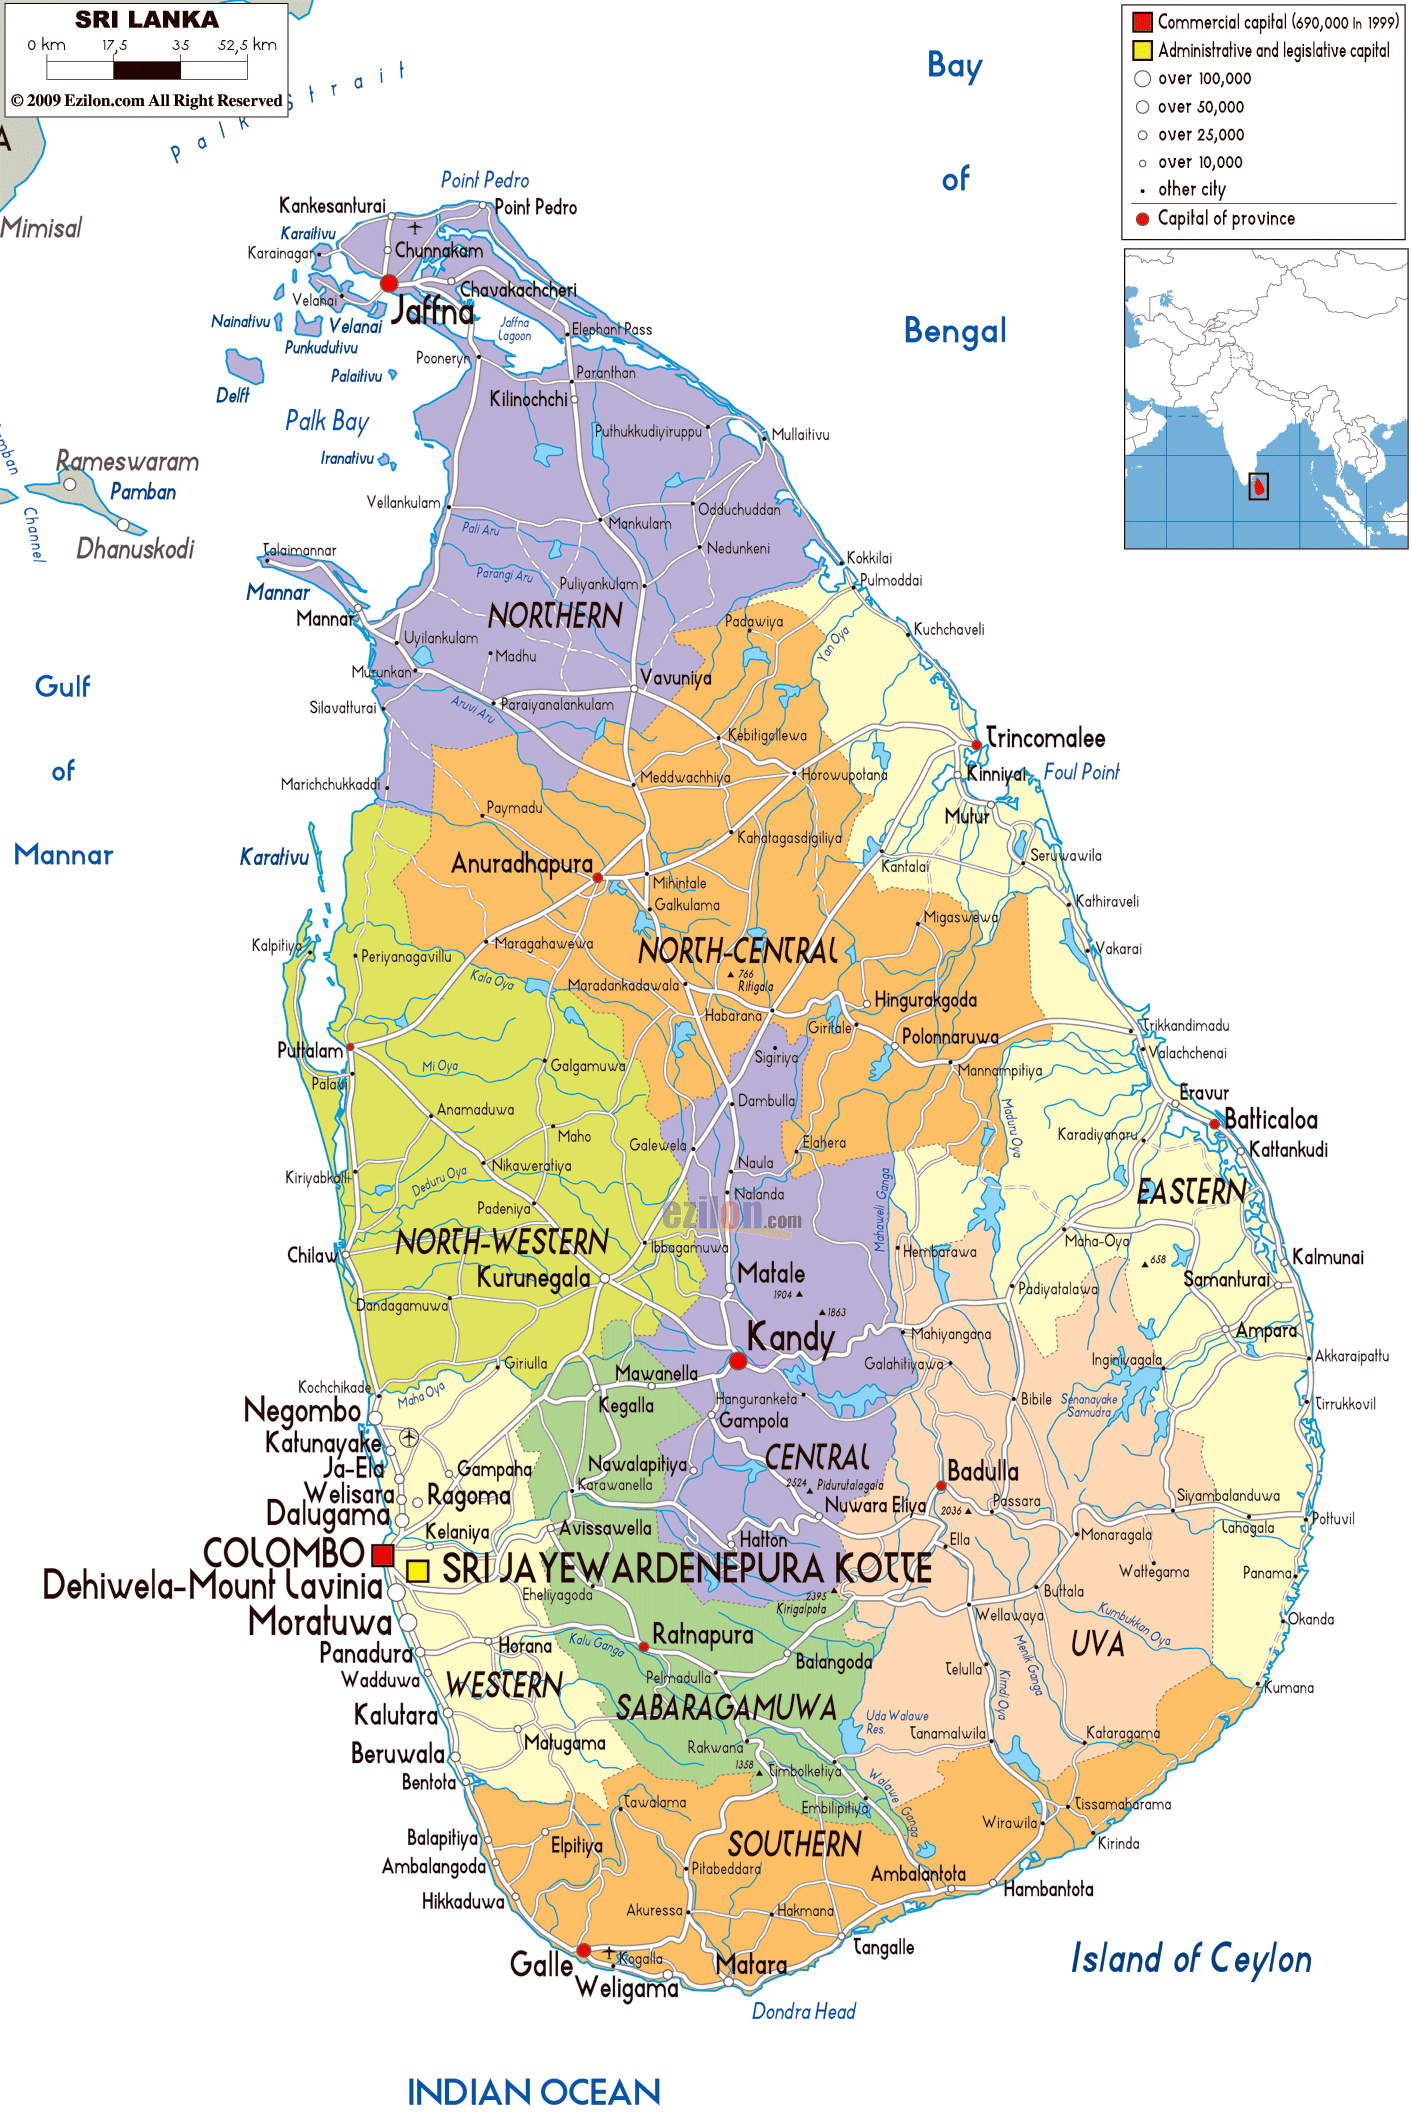 SRI LANKA
0 km 17,5 35 52,5 km
© 2009 Ezilon.com All Right Reserved
Commercial capital (690,000 In 1999)
Administrative and legislative capital
over 100,000
over 50,000
over 25,000
over 10,000
other city
Capital of province
Palk Strait
Bay
of
Bengal
Mimisal
Point Pedro
Kankesanturai
Point Pedro
Karaitivu
Karainagar
Chunnakam
Velanai
Jaffna
Chavakachcheri
Nainativu
Velanai
Jaffna
Lagoon
Elephant Pass
Punkudutivu
Pooneryn
Palaitivu
Paranthan
Delft
Kilinochchi
Palk Bay
Puthukkudiyiruppu
Mullaitivu
Iranativu
Rameswaram
Pamban
Channel
Dhanuskodi
Vellankulam
Pali Aru
Mankulam
Odduchuddan
Nedunkeni
Talaimannar
Mannar
Mannar
Parangi Aru
Puliyankulam
Kokkilai
Pulmoddai
NORTHERN
Padawiya
Yan Oya
Kuchchaveli
Uyilankulam
Madhu
Murunkan
Vavuniya
Silavatturai
Aruvi Aru
Paraiyanalankulam
Gulf
of
Mannar
Kebitigollewa
Trincomalee
Marichchukkaddi
Meddwachhiya
Horowupotana
Kinniyai
Foul Point
Paymadu
Mutur
Karativu
Kahatagasdigiliya
Anuradhapura
Mihintale
Kantalai
Seruwawila
Galkulama
Kathiraveli
Kalpitiya
Periyanagavillu
Maragahawewa
NORTH-CENTRAL
Migaswewa
Vakarai
Kala Oya
Maradankadawala
766
Ritigala
Hingurakgoda
Habarana
Giritale
Polonnaruwa
Trikkandimadu
Puttalam
Palaui
Mi Oya
Galgamuwa
Sigiriya
Mannampitiya
Valachchenai
Anamaduwa
Dambulla
Maduru Oya
Eravur
Batticaloa
Maho
Galewela
Elahera
Karadiyanaru
Kattankudi
Kiriyabkalli
Deduru Oya
Nikaweratiya
Naula
Nalanda
Mahaweli Ganga
EASTERN
Padeniya
ezilon.com
NORTH-WESTERN
Ibbagamuwa
Chilaw
Hembarawa
Maha-Oya
658
Kalmunai
Kurunegala
Matale
1904
Padiyatalawa
Samanturai
Dandagamuwa
1863
Kandy
Mahiyangana
Ampara
Giriulla
Mawanella
Galahitiyawa
Inginiyagala
Akkaraipattu
Kochchikade
Maha Oya
Kegalla
Hanguranketa
Bibile
Senanayake
Samudra
Tirrukkovil
Negombo
Gampola
Katunayake
CENTRAL
Ja-Ela
Gampaha
Nawalapitiya
2524
Pidurutalagala
Badulla
Welisara
Ragoma
Karawanella
Passara
Siyambalanduwa
Dalugama
Nuwara Eliya
2036
Pottuvil
Kelaniya
Avissawella
Hatton
Ella
Monaragala
Lahagala
COLOMBO
SRI JAYEWARDENEPURA KOTTE
Wattegama
Panama
Dehiwela-Mount Lavinia
Eheliyagoda
2395
Kirigalpota
Buttala
Moratuwa
Wellawaya
Kumbukkan Oya
Okanda
Panadura
Horana
Kalu Ganga
Ratnapura
UVA
Wadduwa
WESTERN
Pelmadulla
Balangoda
Telulla
Menik Ganga
Kirindi Oya
Kumana
Kalutara
SABARAGAMUWA
Uda Walawe
Res.
Tanamalwila
Kataragama
Beruwala
Matugama
Rakwana
1358
Timbolketiya
Bentota
Walawe Ganga
Tawalama
Embilipitiya
Tissamaharama
Wirawila
Balapitiya
Elpitiya
SOUTHERN
Kirinda
Ambalangoda
Pitabeddara
Ambalantota
Hambantota
Hikkaduwa
Akuressa
Hakmana
Tangalle
Galle
Kogalla
Matara
Weligama
Island of Ceylon
Dondra Head
INDIAN OCEAN